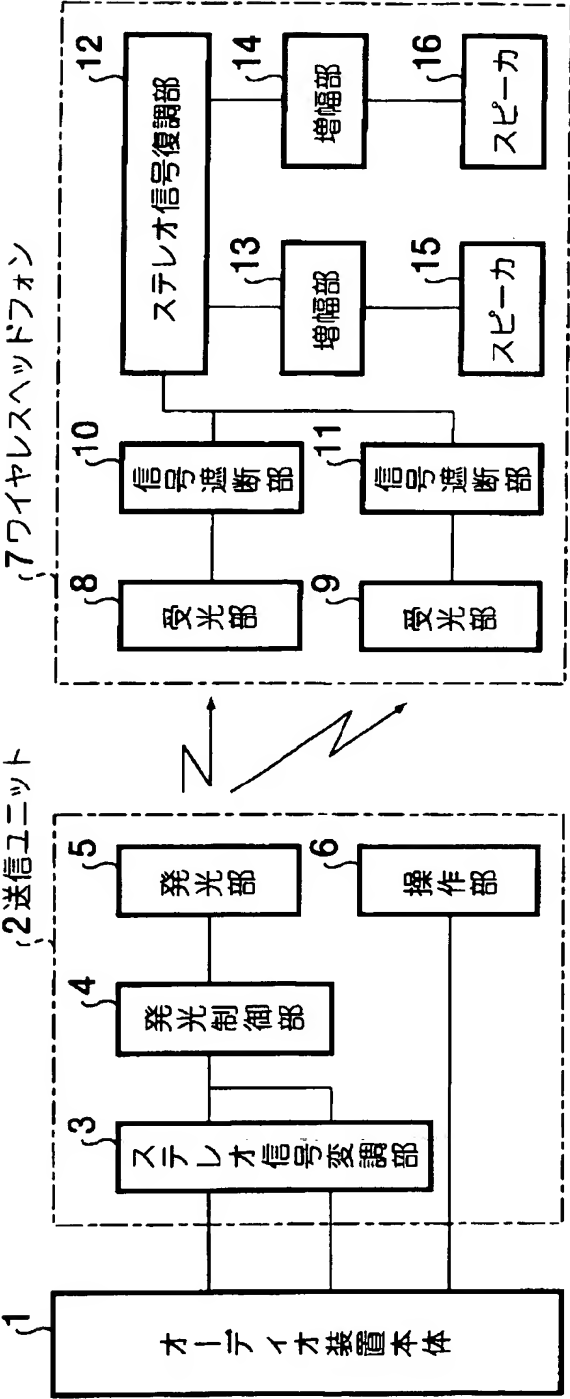 1
オーディオ装置本体
2 送信ユニット
3
ステレオ信号変調部
4
発光制御部
5
発光部
6
操作部
7 ワイヤレスヘッドフォン
8
受光部
9
受光部
10
信号遮断部
11
信号遮断部
12
ステレオ信号復調部
13
増幅部
14
増幅部
15
スピーカ
16
スピーカ